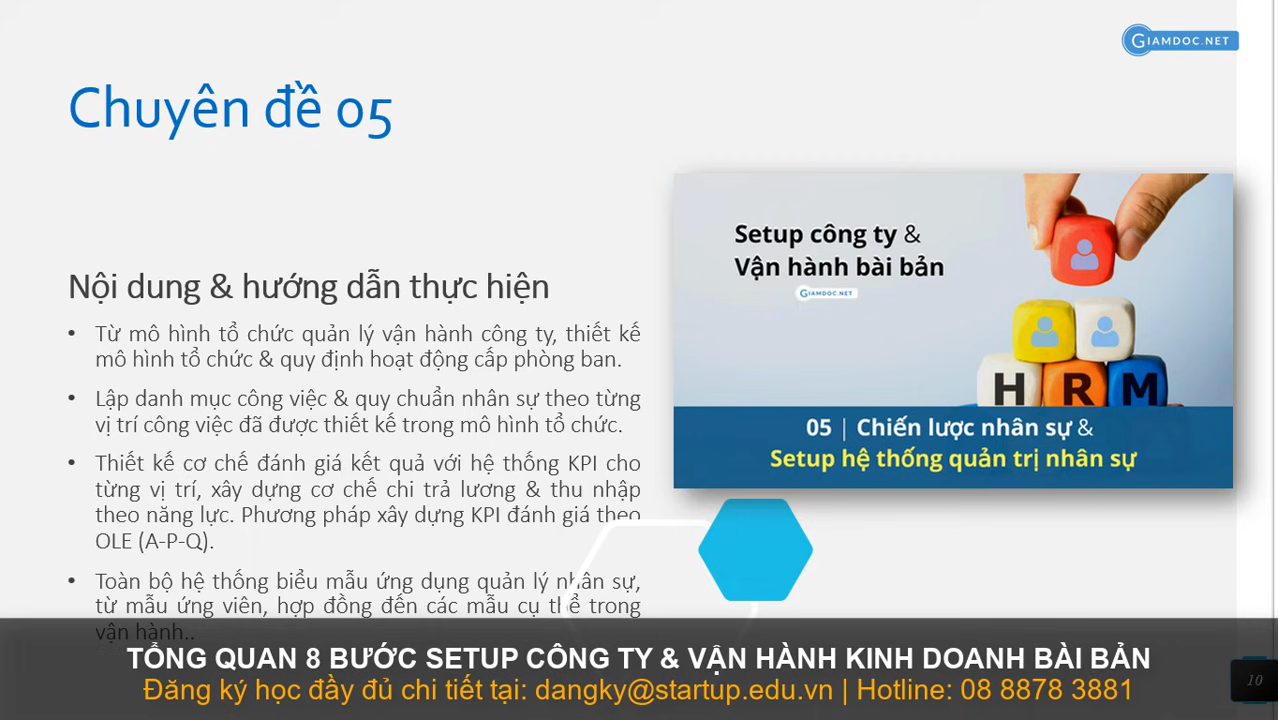 GIAMDOC.NET
Chuyên đề 05
Nội dung & hướng dẫn thực hiện
• Từ mô hình tổ chức quản lý vận hành công ty, thiết kế
mô hình tổ chức & quy định hoạt động cấp phòng ban.
• Lập danh mục công việc & quy chuẩn nhân sự theo từng
vị trí công việc đã được thiết kế trong mô hình tổ chức.
• Thiết kế cơ chế đánh giá kết quả với hệ thống KPI cho
từng vị trí, xây dựng cơ chế chi trả lương & thu nhập
theo năng lực. Phương pháp xây dựng KPI đánh giá theo
OLE (A-P-Q).
• Toàn bộ hệ thống biểu mẫu ứng dụng quản lý nhân sự,
từ mẫu ứng viên, hợp đồng đến các mẫu cụ thể trong
vận hành..
Setup công ty &
Vận hành bài bản
GIAMDOC.NET
HRM
05 | Chiến lược nhân sự &
Setup hệ thống quản trị nhân sự
TỔNG QUAN 8 BƯỚC SETUP CÔNG TY & VẬN HÀNH KINH DOANH BÀI BẢN
Đăng ký học đầy đủ chi tiết tại: dangky@startup.edu.vn | Hotline: 08 8878 3881
10